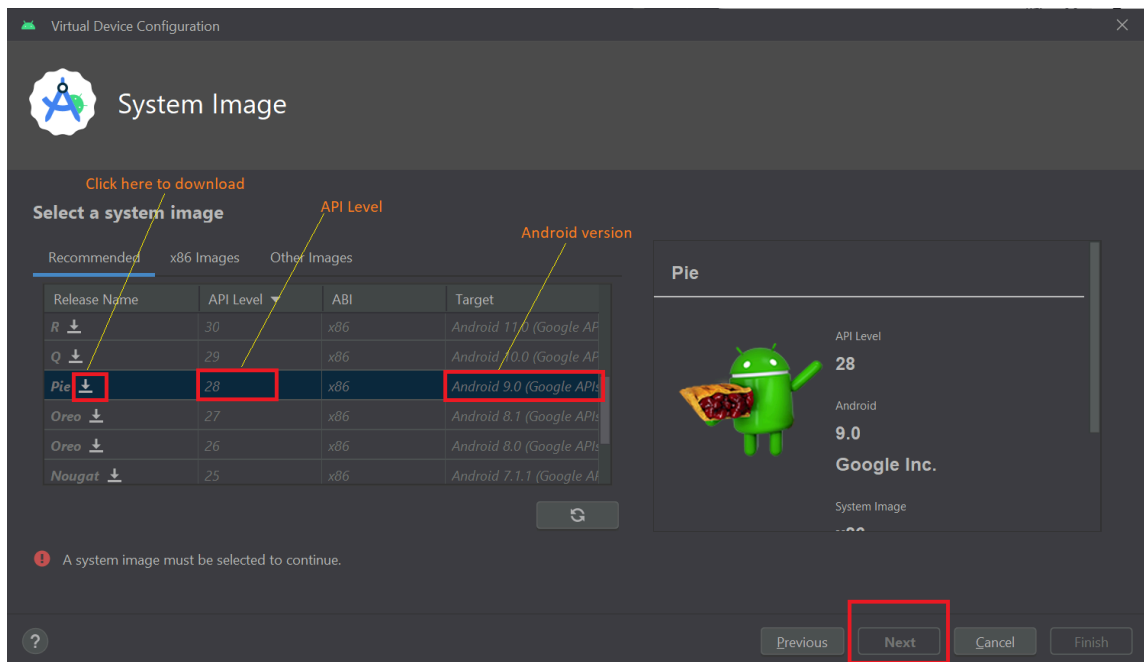 Virtual Device Configuration
System Image
Click here to download
Select a system image
API Level
Android version
Recommended x86 Images Other Images
Release Name API Level ABI Target
R 30 x86 Android 11.0 (Google AP
Q 29 x86 Android 10.0 (Google AP
Pie 28 x86 Android 9.0 (Google APIs
Oreo 27 x86 Android 8.1 (Google APIs
Oreo 26 x86 Android 8.0 (Google APIs
Nougat 25 x86 Android 7.1.1 (Google AP
Pie
API Level
28
Android
9.0
Google Inc.
System Image
! A system image must be selected to continue.
? Previous Next Cancel Finish